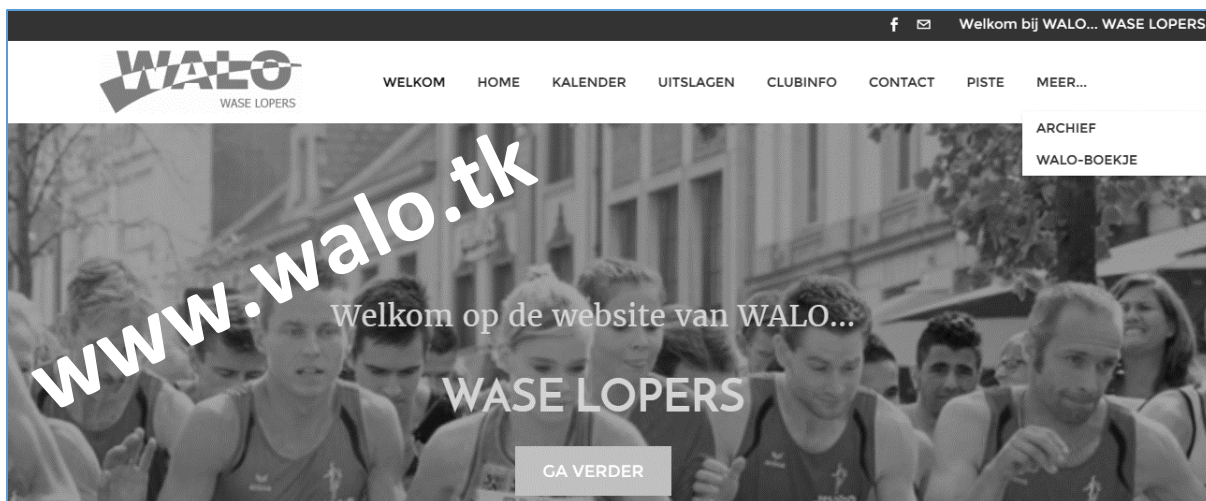 Welkom bij WALO... WASE LOPERS
WALO
WASE LOPERS
WELKOM HOME KALENDER UITSLAGEN CLUBINFO CONTACT PISTE MEER...
ARCHIEF
WALO-BOEKJE
www.walo.tk
Welkom op de website van WALO...
WASE LOPERS
GA VERDER